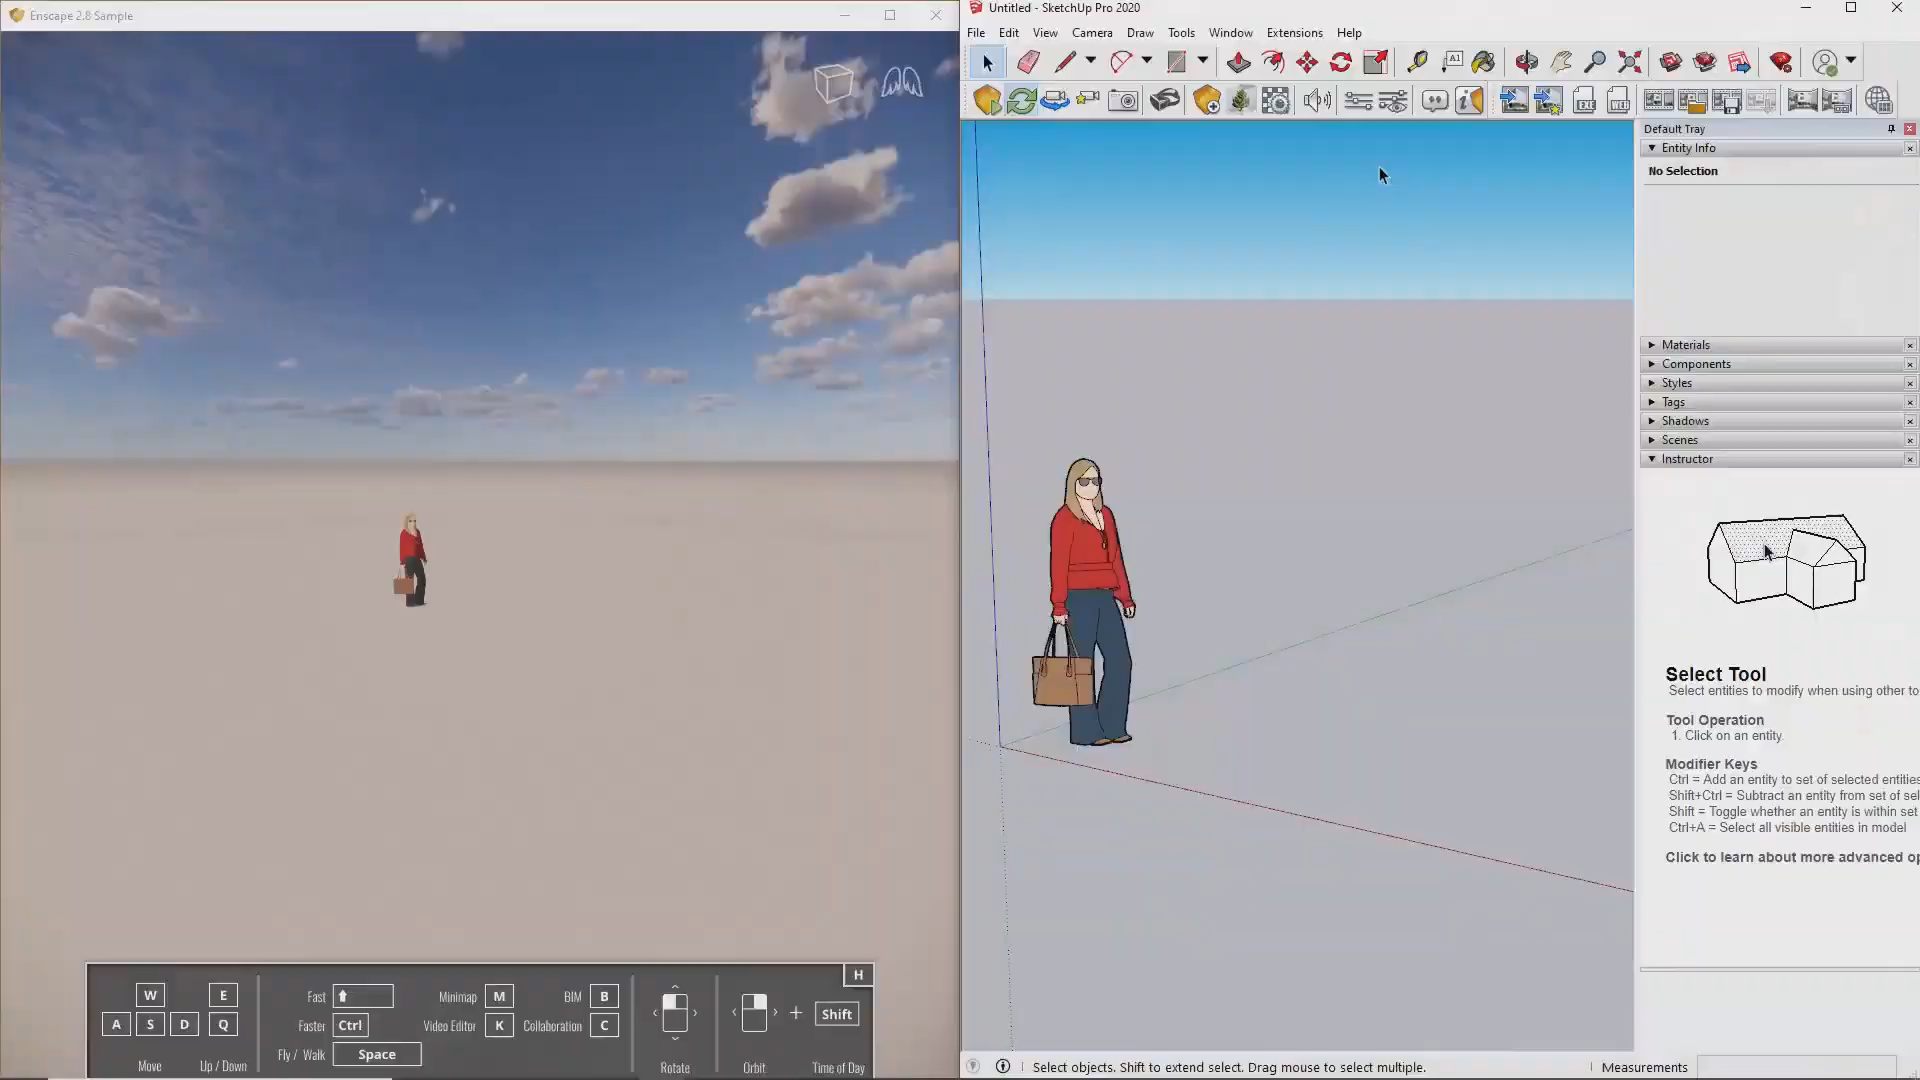 Enscape 2.8 Sample
Untitled - SketchUp Pro 2020
File Edit View Camera Draw Tools Window Extensions Help
A1
EXE
WEB
Default Tray
Entity Info
No Selection
Materials
Components
Styles
Tags
Shadows
Scenes
Instructor
Select Tool
Select entities to modify when using other to
Tool Operation
1. Click on an entity.
Modifier Keys
Ctrl = Add an entity to set of selected entities
Shift+Ctrl = Subtract an entity from set of sel
Shift = Toggle whether an entity is within set
Ctrl+A = Select all visible entities in model
Click to learn about more advanced op
H
W E
A S D Q
Move Up / Down
Fast
Faster Ctrl
Fly / Walk Space
Minimap M
Video Editor K
BIM B
Collaboration C
Rotate
Orbit
+ Shift
Time of Day
Select objects. Shift to extend select. Drag mouse to select multiple.
Measurements